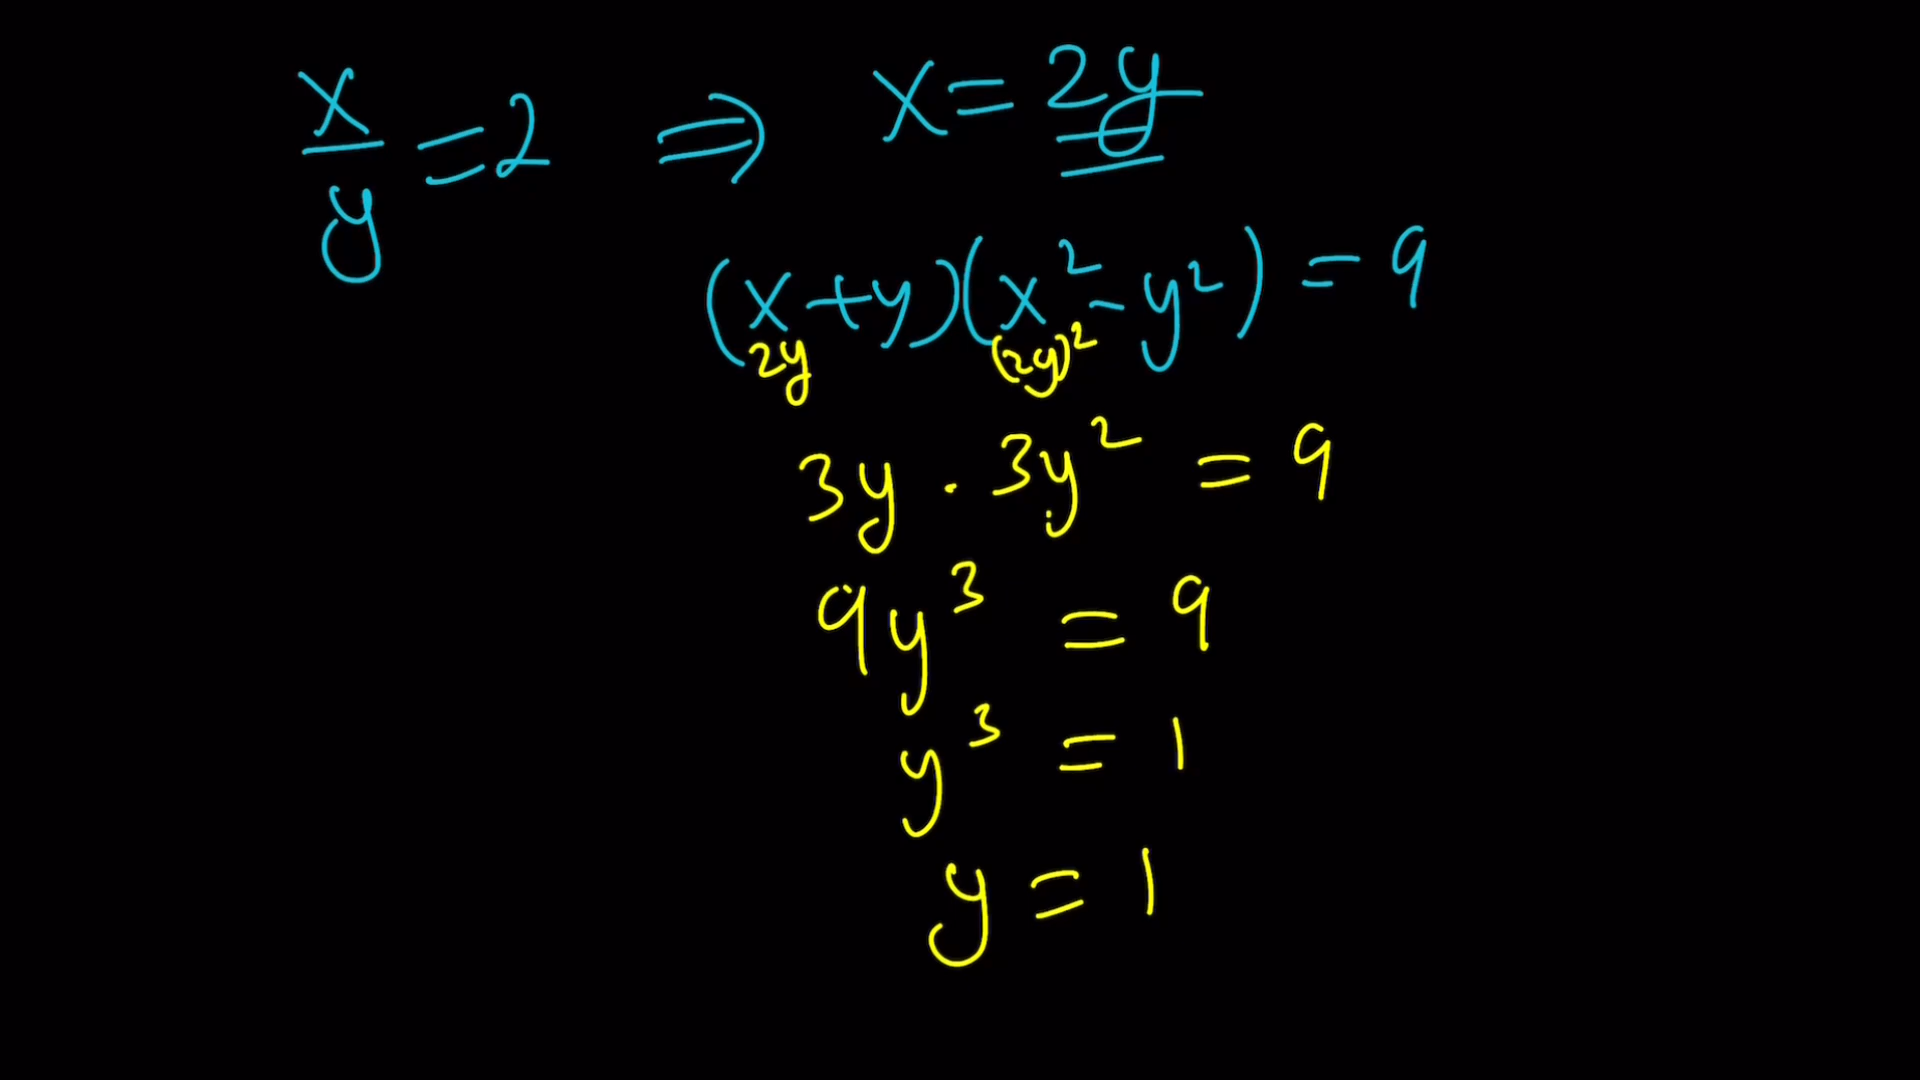 x/y = 2 ⇒ x = 2y
(x + y)(x² - y²) = 9
2y (2y)²
3y · 3y² = 9
9y³ = 9
y³ = 1
y = 1